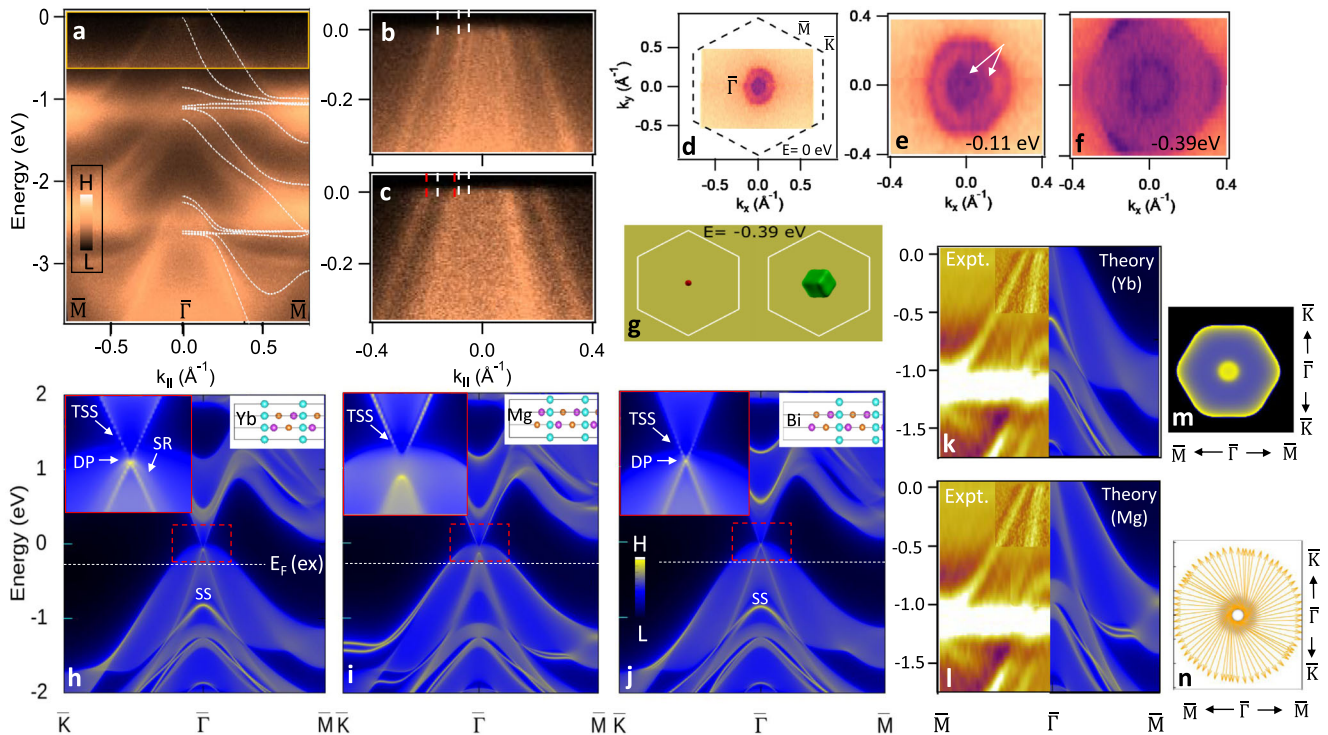 a
H
L
M̅ Γ̅ M̅
0
-1
-2
-3
Energy (eV)
-0.5 0.0 0.5
k|| (Å⁻¹)
b
0.0
-0.2
c
0.0
-0.2
-0.4 0.0 0.4
k|| (Å⁻¹)
d
M̅
K̅
Γ̅
E= 0 eV
0.5
0.0
-0.5
ky (Å⁻¹)
-0.5 0.0 0.5
kx (Å⁻¹)
e
-0.11 eV
0.4
0.0
-0.4
-0.4 0.0 0.4
kx (Å⁻¹)
f
-0.39eV
-0.4 0.0 0.4
kx (Å⁻¹)
E= -0.39 eV
g
Expt. Theory
(Yb)
0.0
-0.5
-1.0
-1.5
k
K̅
Γ̅
K̅
m
M̅ Γ̅ M̅
2
1
0
-1
-2
Energy (eV)
TSS
DP
SR
Yb
E_F (ex)
SS
h
K̅ Γ̅ M̅
TSS
Mg
i
K̅ Γ̅ M̅
TSS
DP
Bi
H
L
SS
j
K̅ Γ̅ M̅
Expt. Theory
(Mg)
0.0
-0.5
-1.0
-1.5
l
M̅ Γ̅ M̅
K̅
Γ̅
K̅
n
M̅ Γ̅ M̅